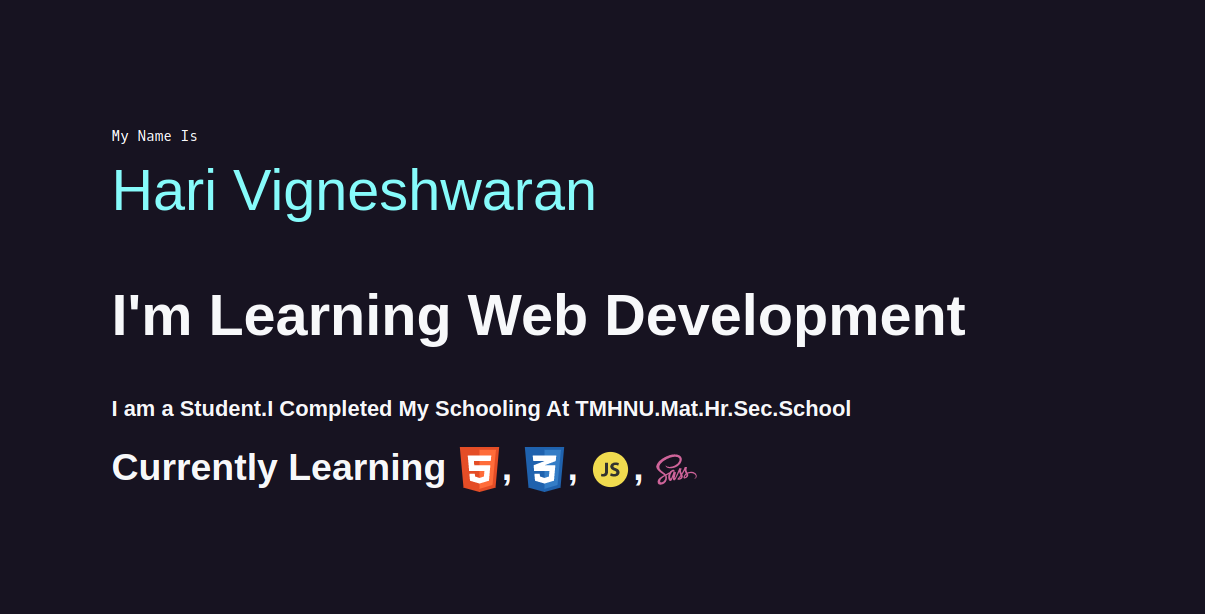 My Name Is
Hari Vigneshwaran
I'm Learning Web Development
I am a Student.I Completed My Schooling At TMHNU.Mat.Hr.Sec.School
Currently Learning 5, 3, JS, Sass